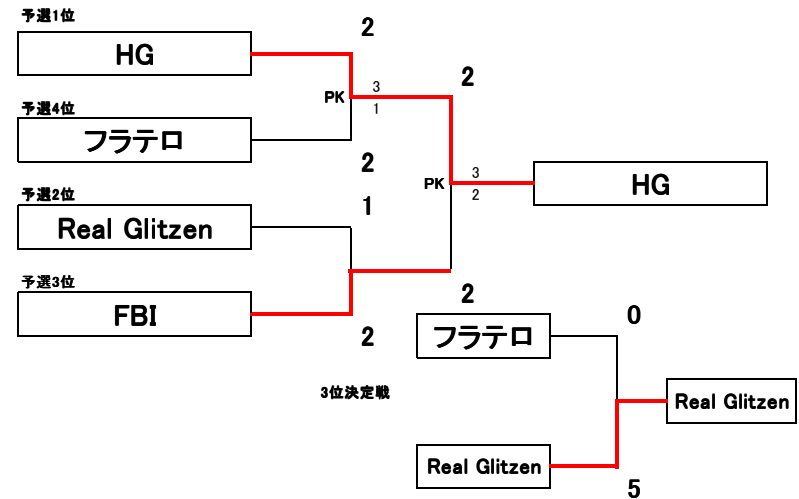 予選1位
2
HG
2
3
PK
予選4位
1
フラテロ
2
3
予選2位
PK
HG
1
2
Real Glitzen
予選3位
2
FBI
0
2
フラテロ
3位決定戦
Real Glitzen
Real Glitzen
5